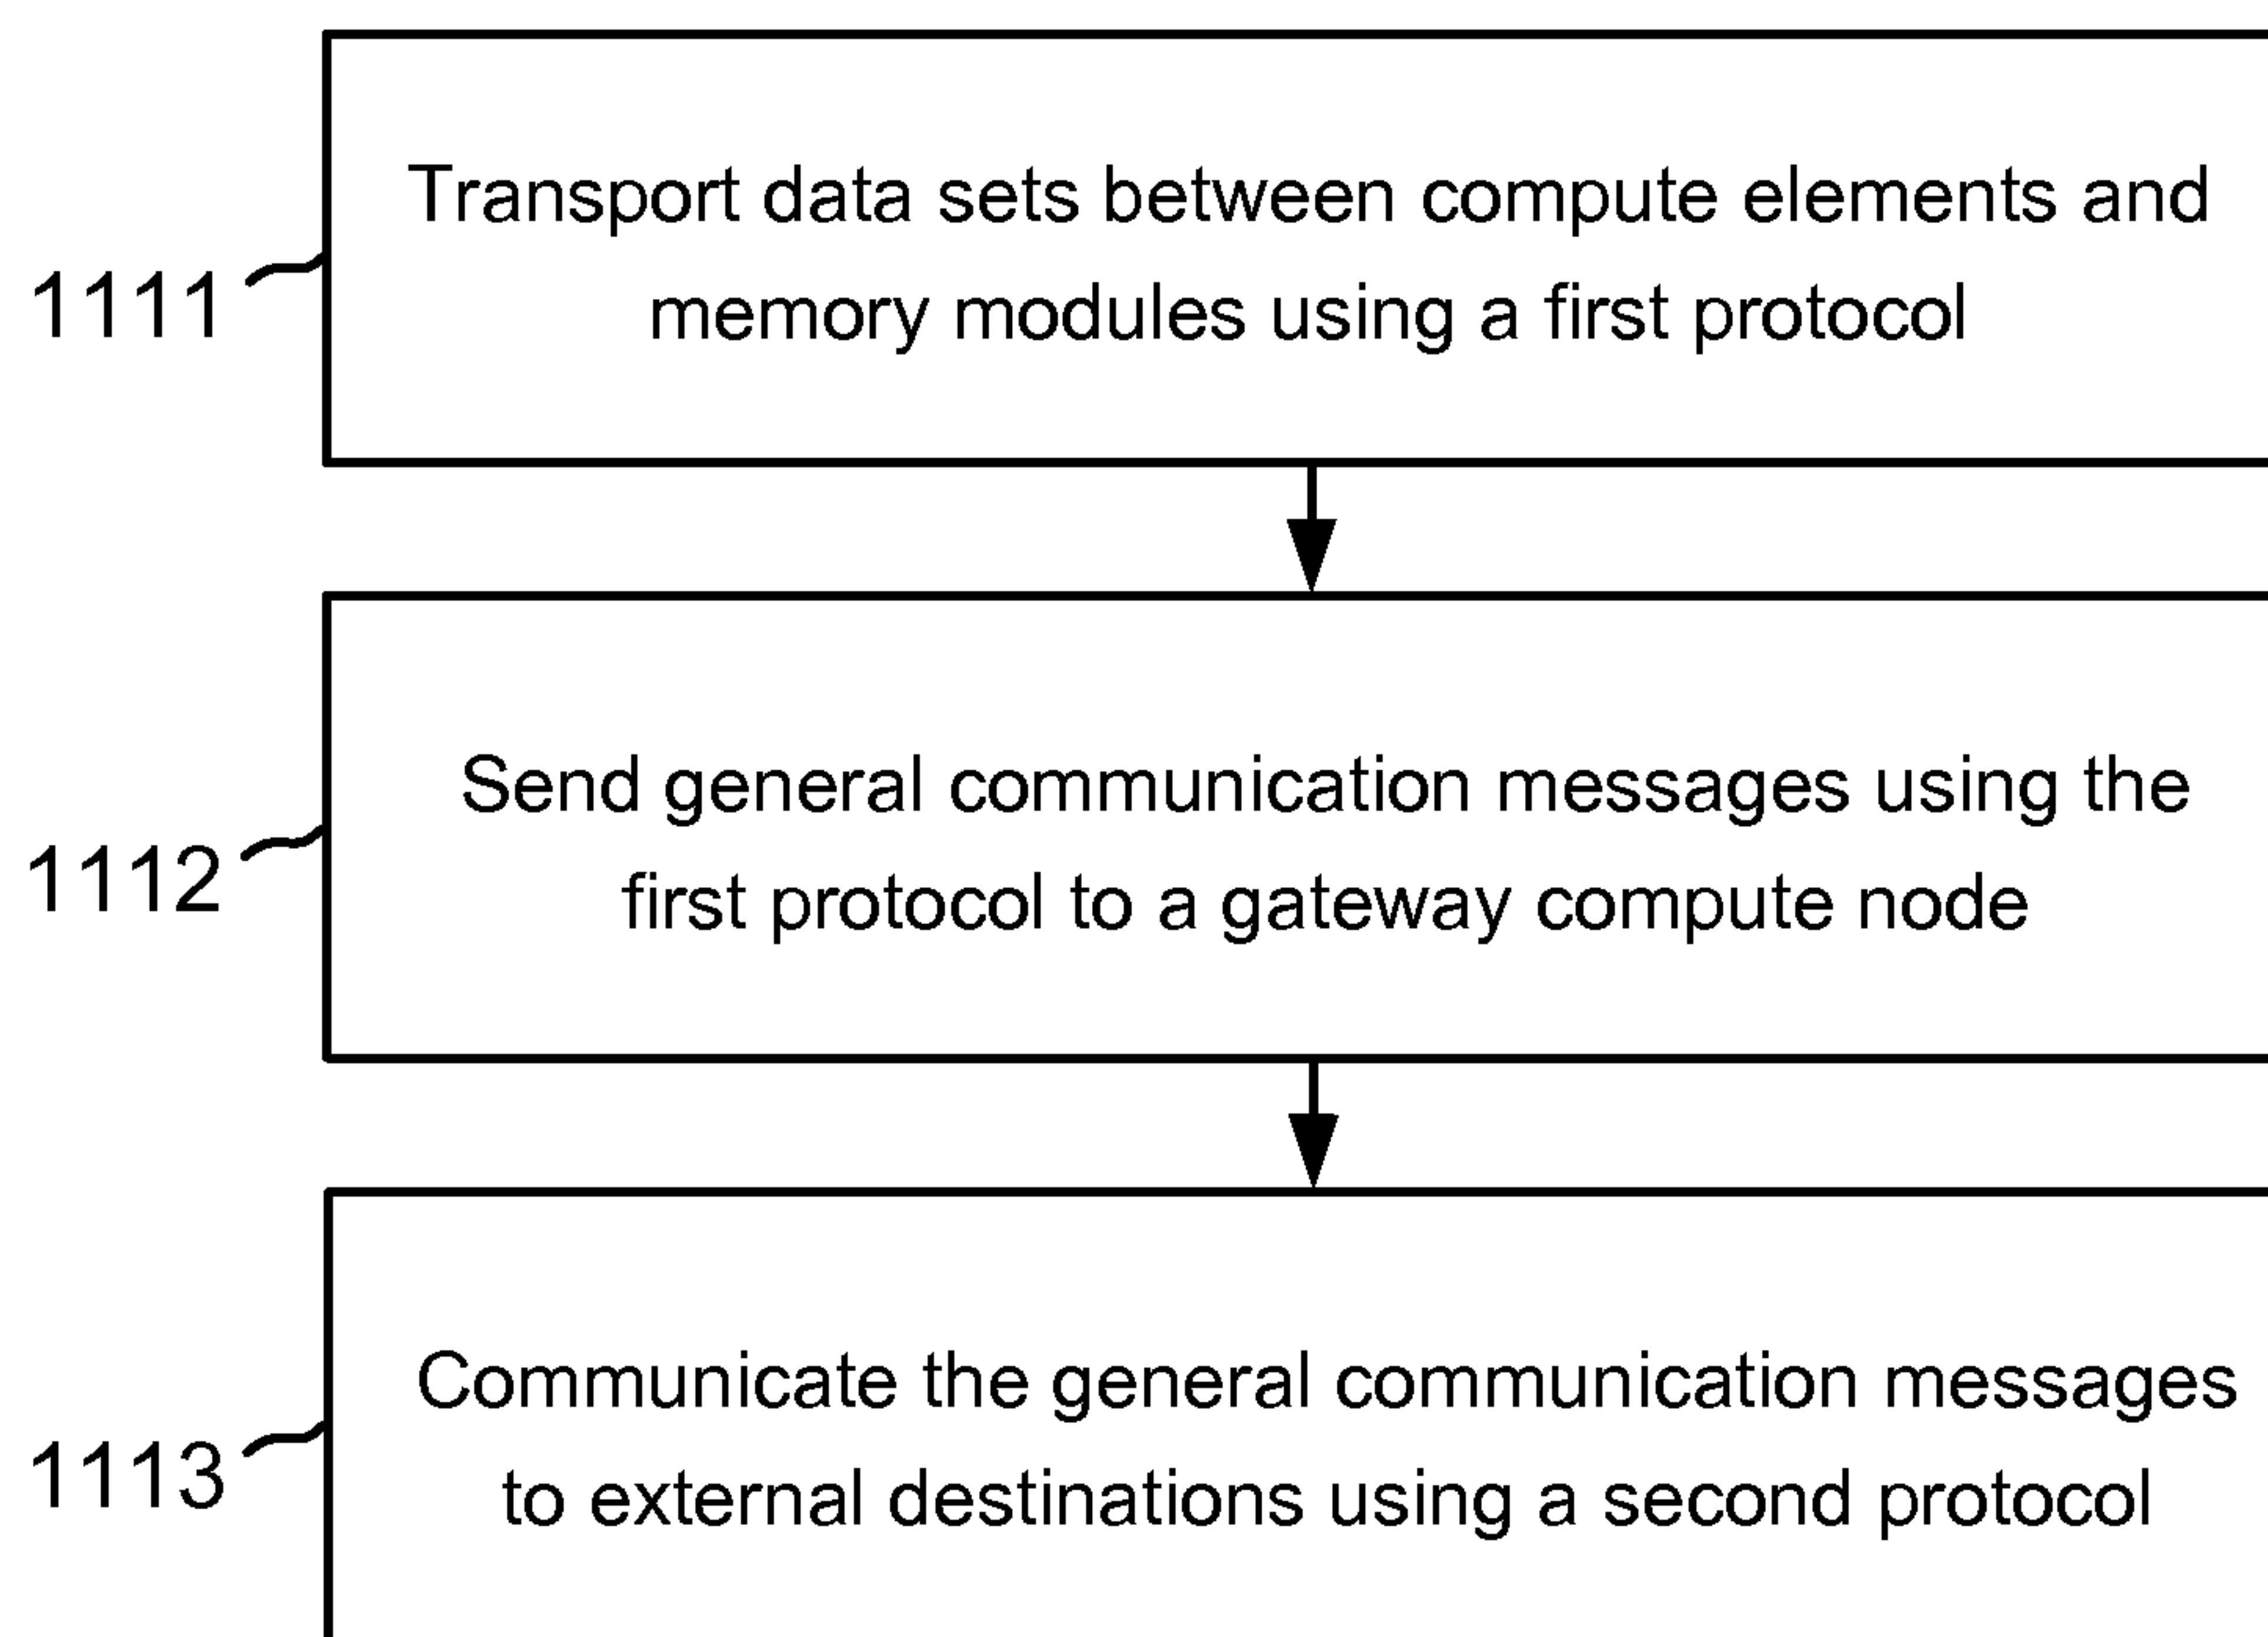 Transport data sets between compute elements and
memory modules using a first protocol
1111
Send general communication messages using the
first protocol to a gateway compute node
1112
Communicate the general communication messages
to external destinations using a second protocol
1113